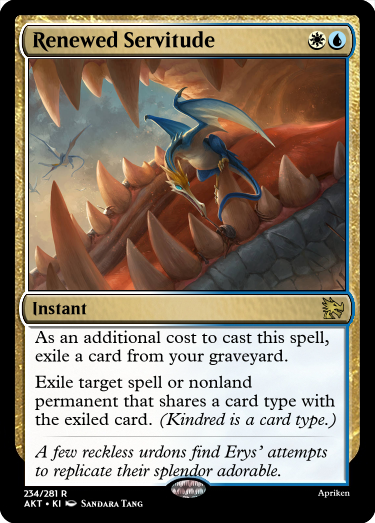 Renewed Servitude
Instant
As an additional cost to cast this spell,
exile a card from your graveyard.
Exile target spell or nonland
permanent that shares a card type with
the exiled card. (Kindred is a card type.)
A few reckless urdons find Erys’ attempts
to replicate their splendor adorable.
234/281 R
AKT • KI Sandara Tang
Apriken